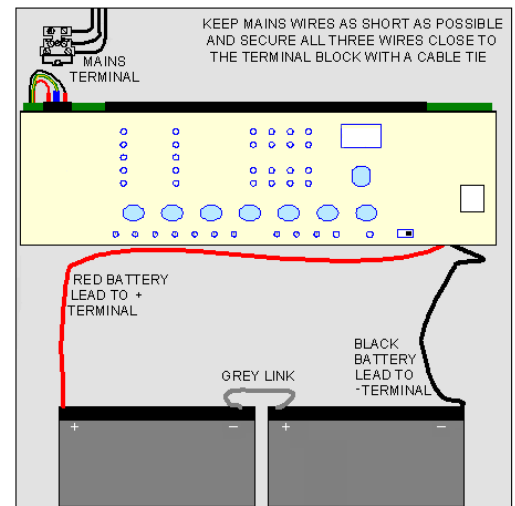 KEEP MAINS WIRES AS SHORT AS POSSIBLE
AND SECURE ALL THREE WIRES CLOSE TO
THE TERMINAL BLOCK WITH A CABLE TIE
MAINS
TERMINAL
RED BATTERY
LEAD TO +
TERMINAL
BLACK
BATTERY
LEAD TO
-TERMINAL
GREY LINK
+ − + −